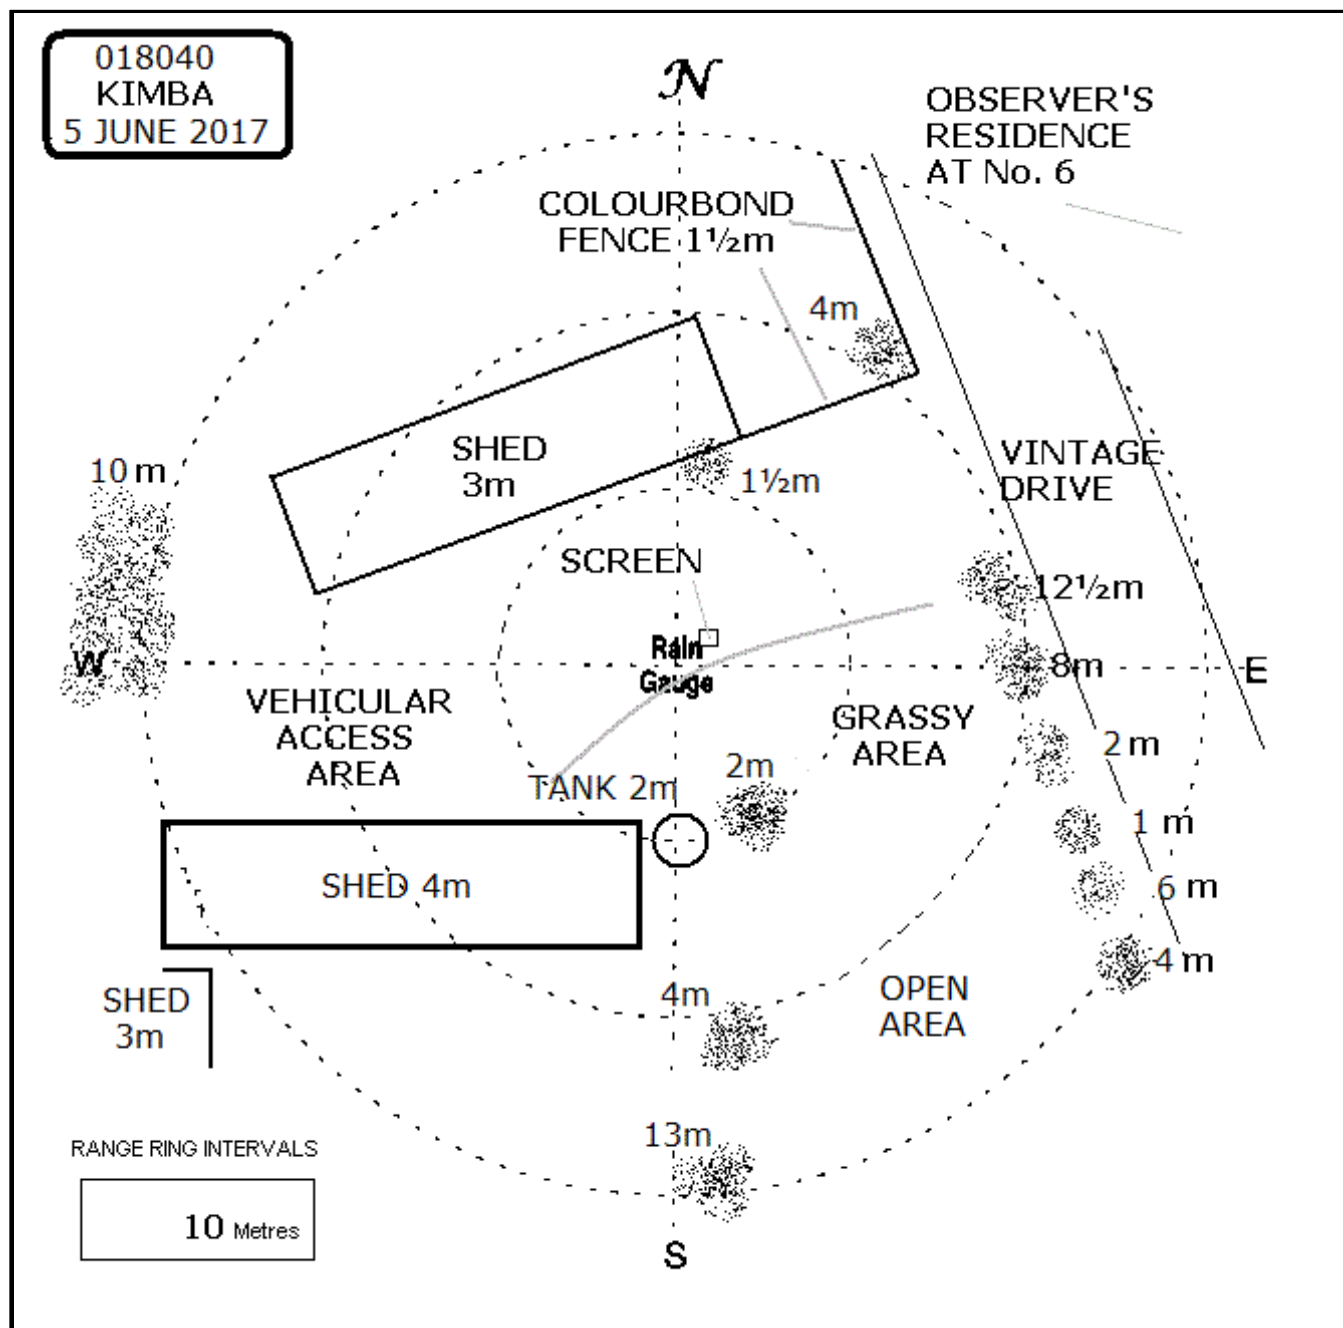 018040
KIMBA
5 JUNE 2017
N
OBSERVER'S
RESIDENCE
AT No. 6
COLOURBOND
FENCE 1½m
4m
SHED
3m
10 m
1½m
VINTAGE
DRIVE
SCREEN
12½m
Rain
Gauge
W
8m
E
VEHICULAR
ACCESS
AREA
GRASSY
AREA
2 m
TANK 2m
2m
1 m
SHED 4m
6 m
4 m
SHED
3m
4m
OPEN
AREA
13m
RANGE RING INTERVALS
10 Metres
S